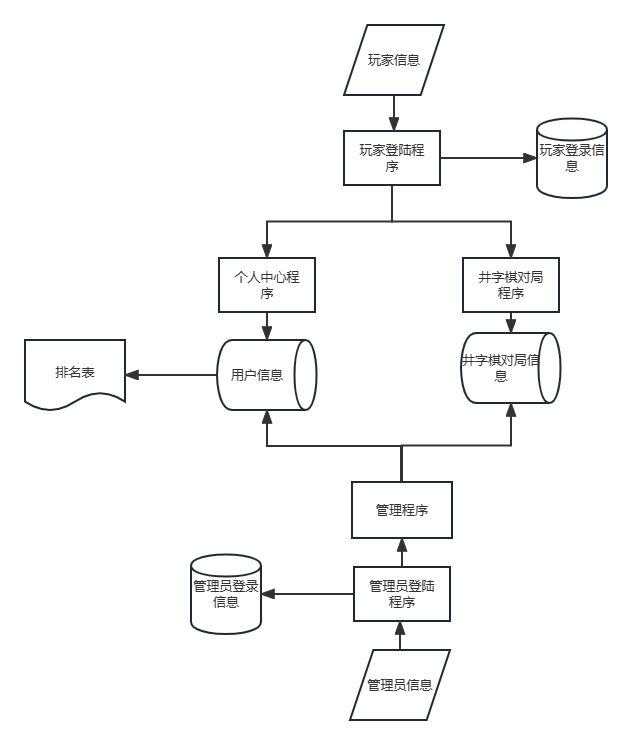 玩家信息
玩家登陆程
序
玩家登录信
息
个人中心程
序
井字棋对局
程序
排名表
用户信息
井字棋对局信
息
管理程序
管理员登录
信息
管理员登陆
程序
管理员信息